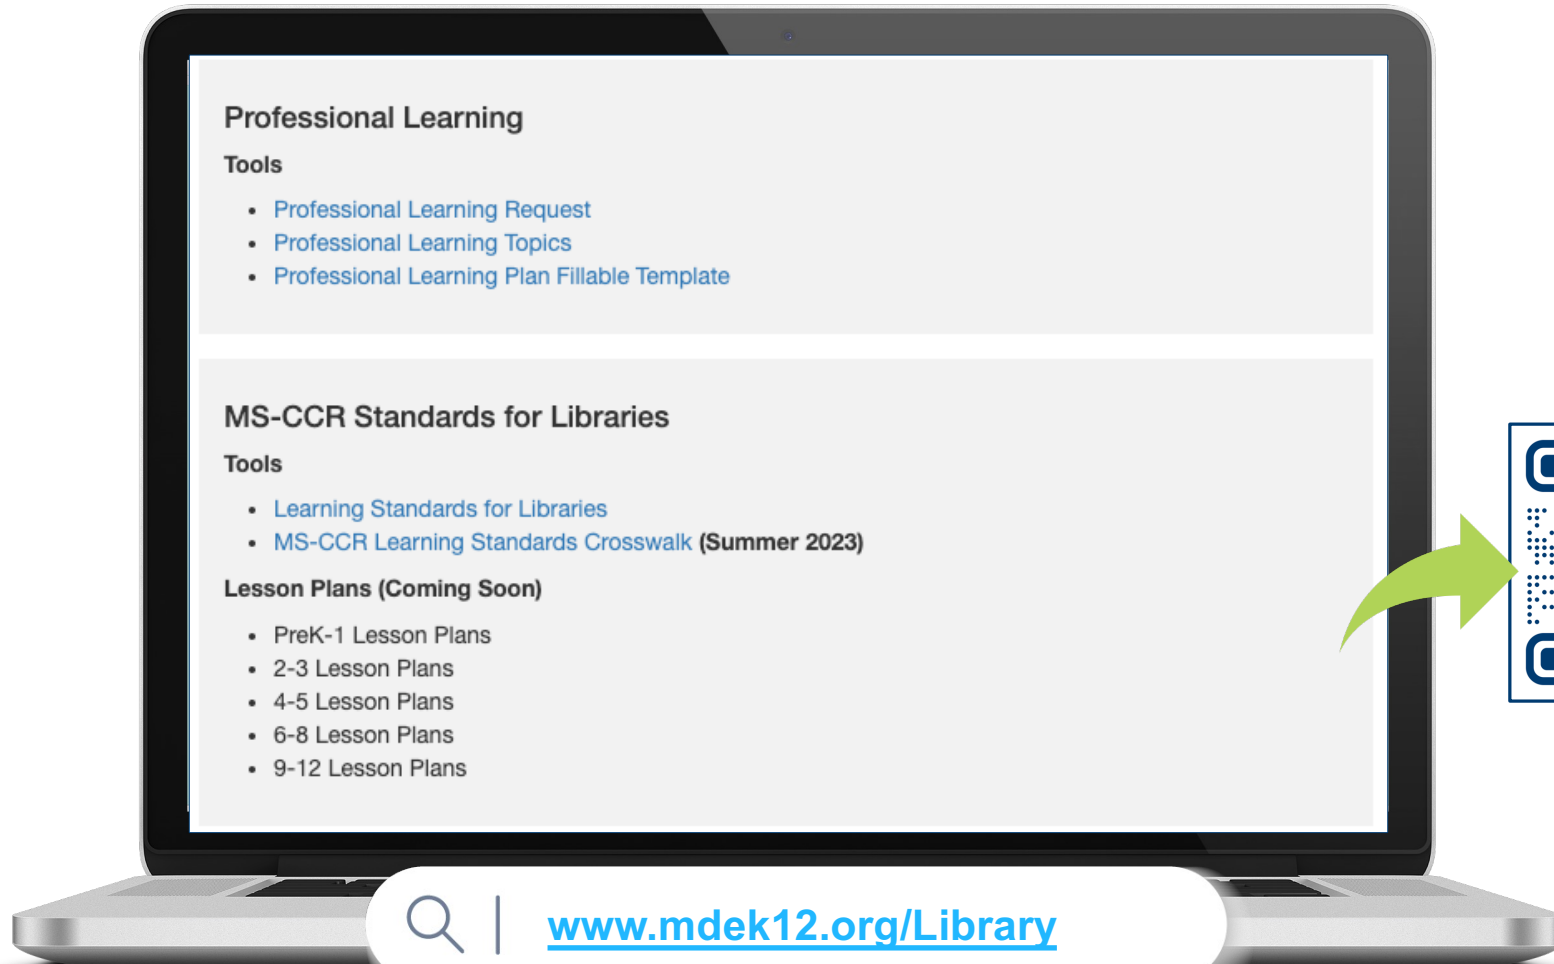 Professional Learning
Tools
• Professional Learning Request
• Professional Learning Topics
• Professional Learning Plan Fillable Template
MS-CCR Standards for Libraries
Tools
• Learning Standards for Libraries
• MS-CCR Learning Standards Crosswalk (Summer 2023)
Lesson Plans (Coming Soon)
• PreK-1 Lesson Plans
• 2-3 Lesson Plans
• 4-5 Lesson Plans
• 6-8 Lesson Plans
• 9-12 Lesson Plans
www.mdek12.org/Library